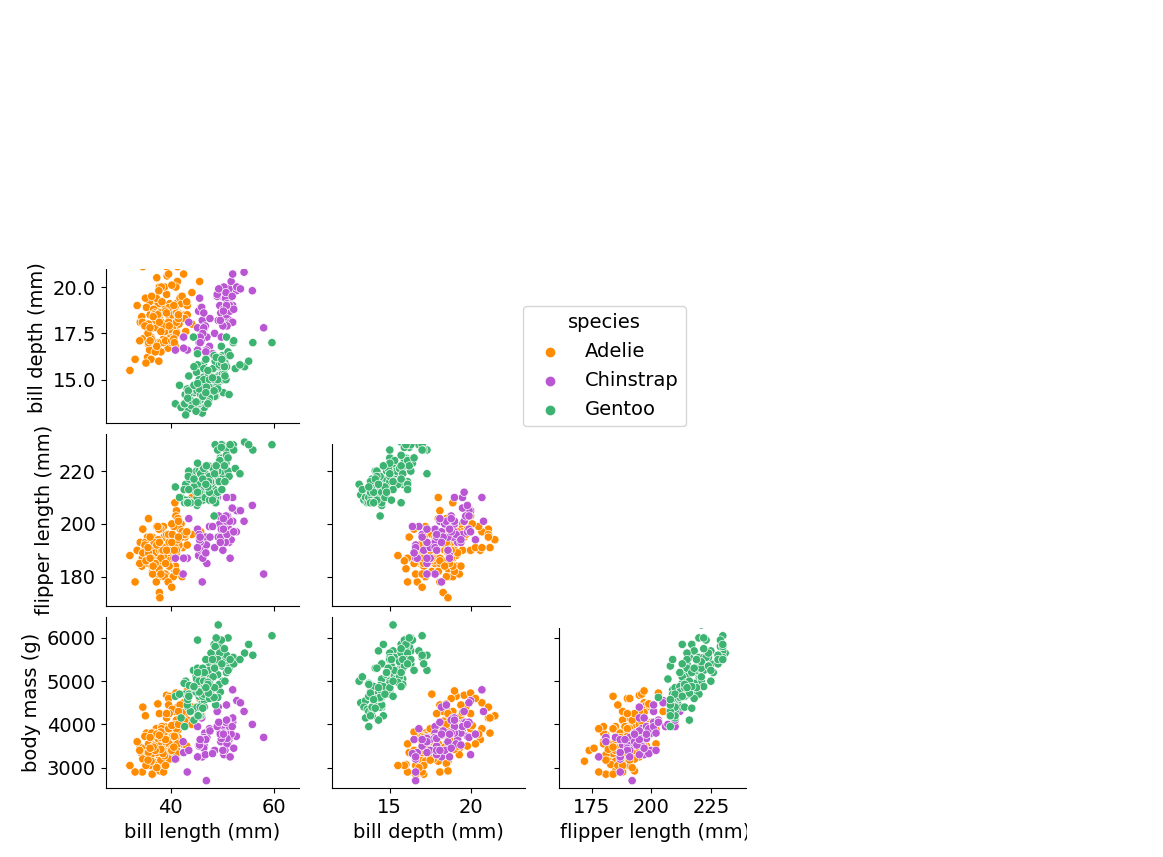 20.0
17.5
15.0
bill depth (mm)
species
Adelie
Chinstrap
Gentoo
220
200
180
flipper length (mm)
6000
5000
4000
3000
body mass (g)
40 60
15 20
175 200 225
bill length (mm)
bill depth (mm)
flipper length (mm)